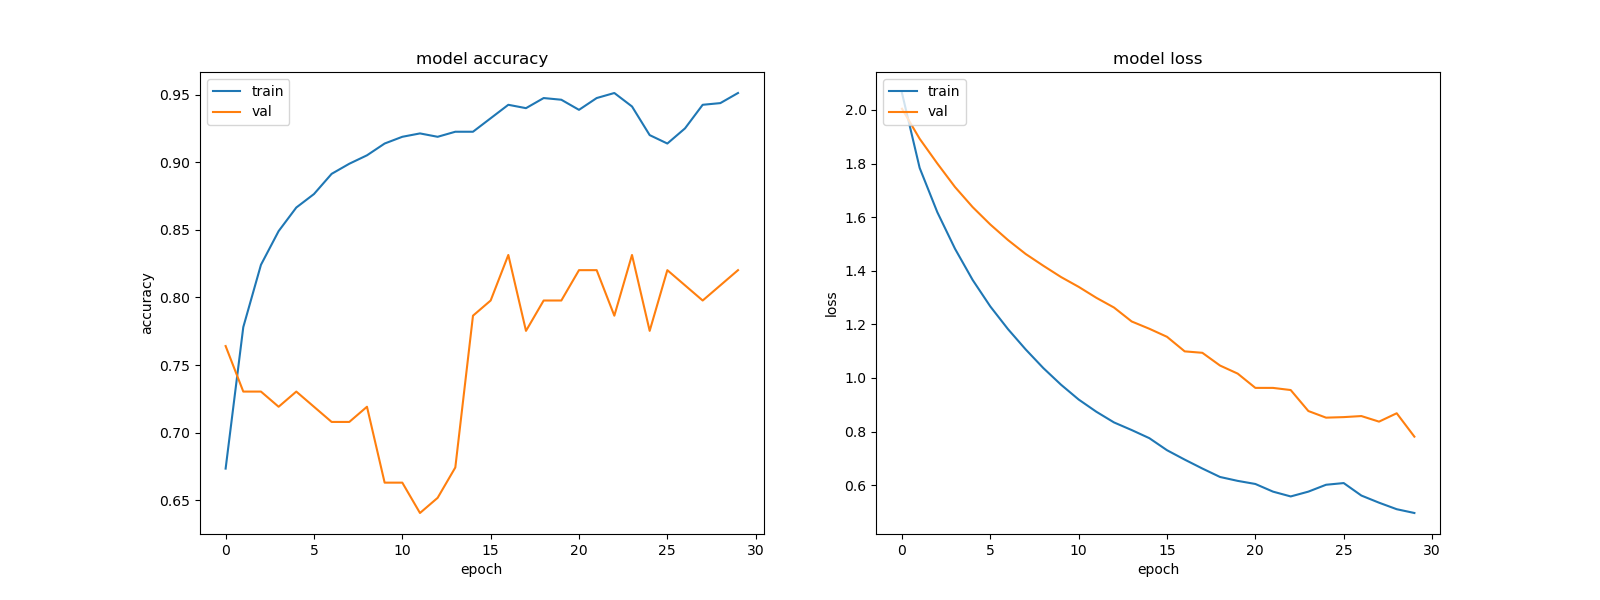 model accuracy
train
val
0.95
0.90
0.85
0.80
0.75
0.70
0.65
accuracy
0 5 10 15 20 25 30
epoch
model loss
train
val
2.0
1.8
1.6
1.4
1.2
1.0
0.8
0.6
loss
0 5 10 15 20 25 30
epoch